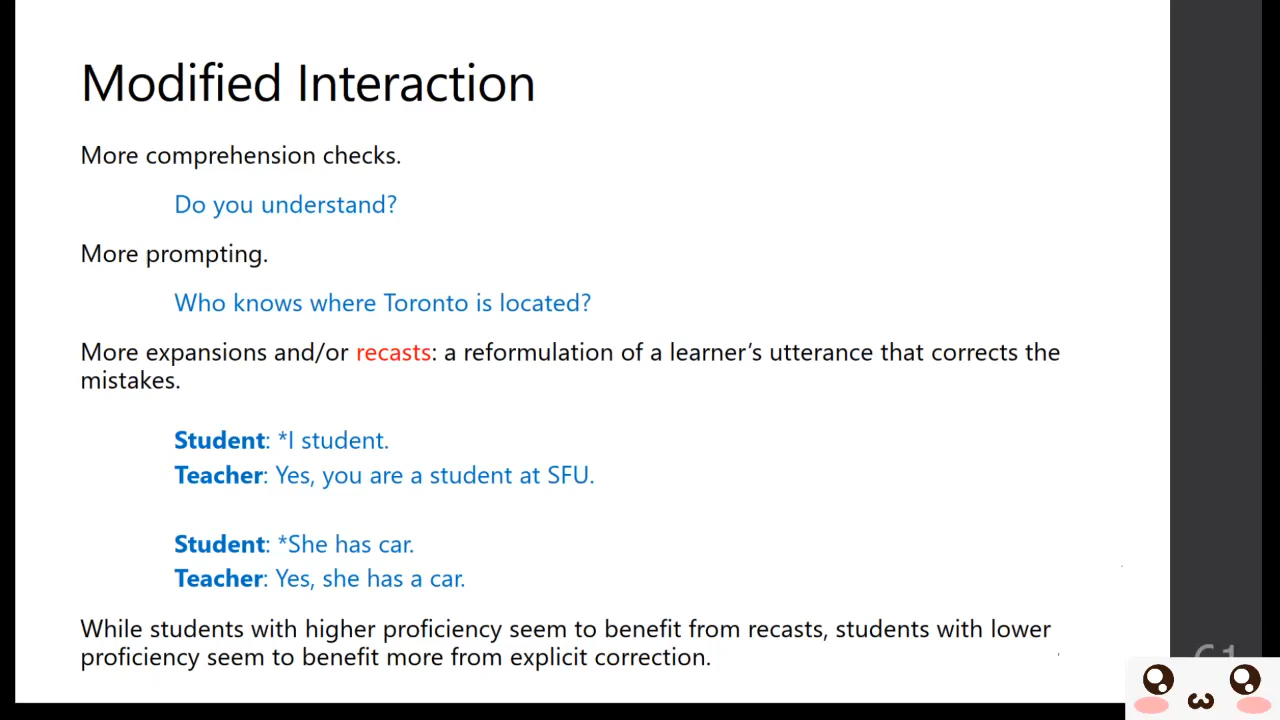 Modified Interaction
More comprehension checks.
Do you understand?
More prompting.
Who knows where Toronto is located?
More expansions and/or recasts: a reformulation of a learner’s utterance that corrects the
mistakes.
Student: *I student.
Teacher: Yes, you are a student at SFU.
Student: *She has car.
Teacher: Yes, she has a car.
While students with higher proficiency seem to benefit from recasts, students with lower
proficiency seem to benefit more from explicit correction.